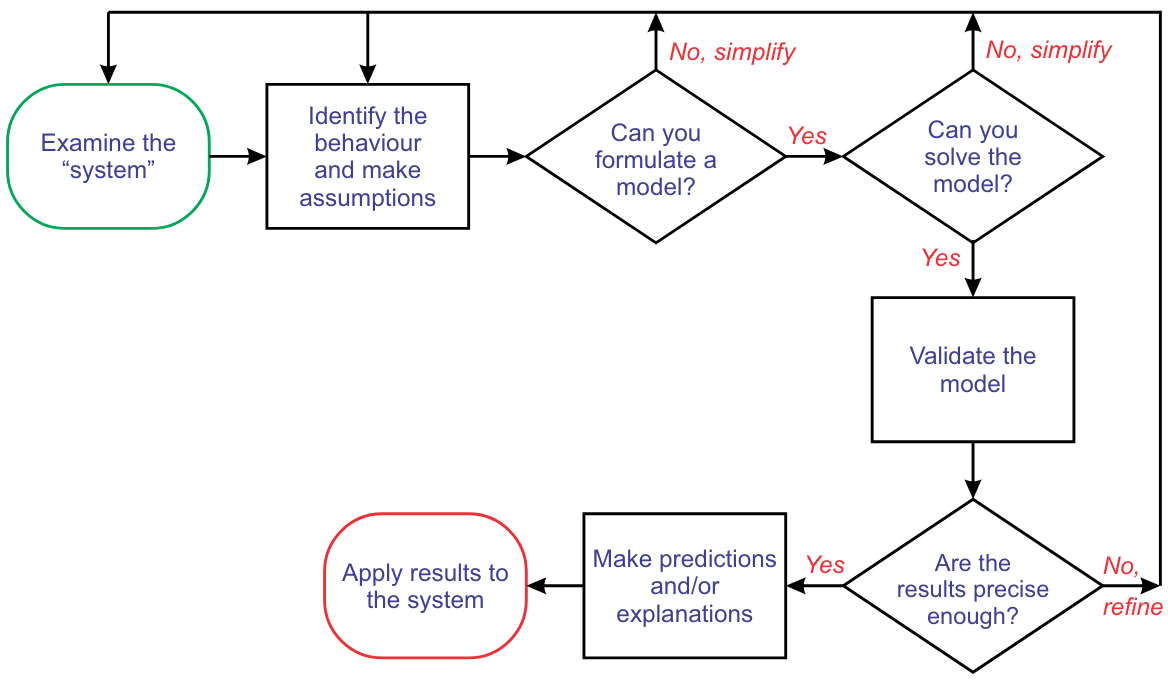 Examine the
“system”
Identify the
behaviour
and make
assumptions
Can you
formulate a
model?
No, simplify
Yes
Can you
solve the
model?
No, simplify
Yes
Validate the
model
Are the
results precise
enough?
No,
refine
Yes
Make predictions
and/or
explanations
Apply results to
the system